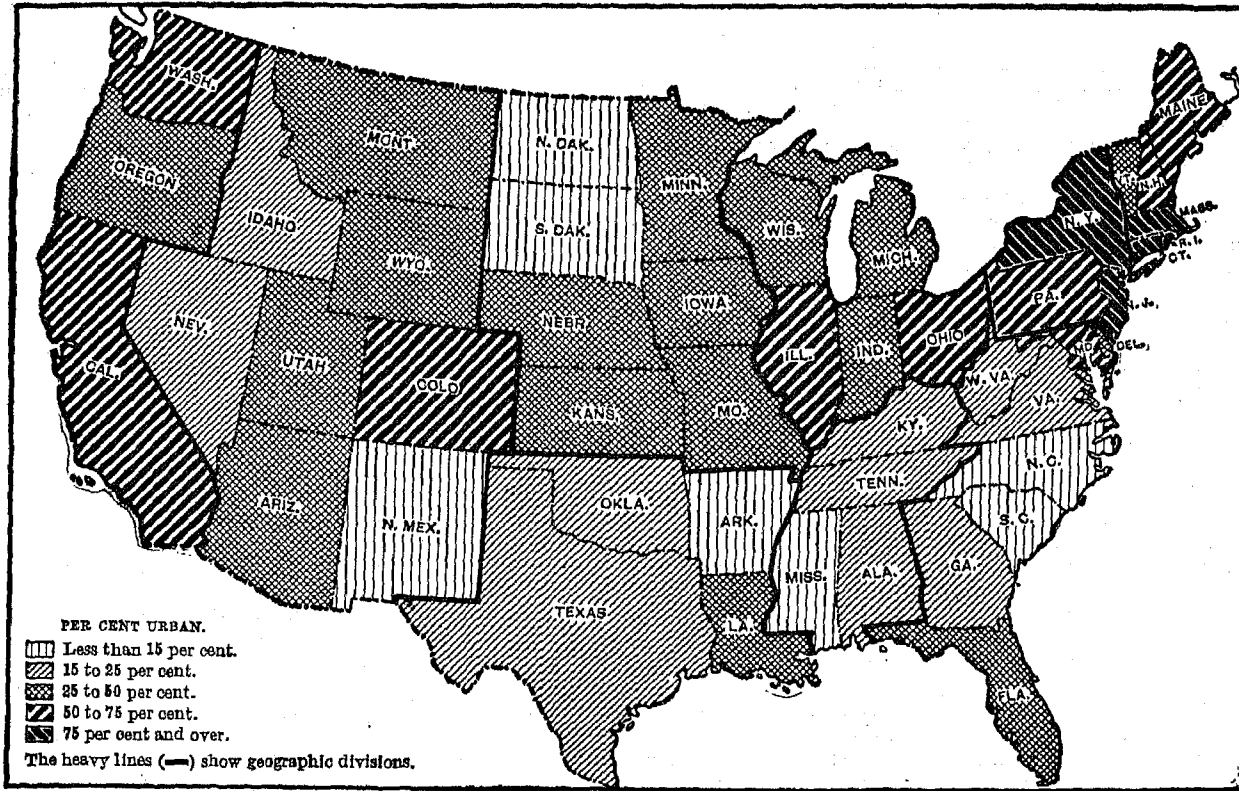 WASH.
MONT.
N. DAK.
MINN.
MAINE
OREGON
IDAHO
S. DAK.
WIS.
MICH.
VT.
N.H.
N.Y.
MASS.
R. I.
CT.
WYO.
IOWA
NEBR.
PA.
NEV.
UTAH
COLO
ILL.
IND.
OHIO
MD.
DEL.
CAL.
KANS.
MO.
W. VA.
VA.
KY.
ARIZ.
N. MEX.
OKLA.
ARK.
TENN.
N. C.
S. C.
MISS.
ALA.
GA.
TEXAS
LA.
FLA.
PER CENT URBAN.
Less than 15 per cent.
15 to 25 per cent.
25 to 50 per cent.
50 to 75 per cent.
75 per cent and over.
The heavy lines (━) show geographic divisions.